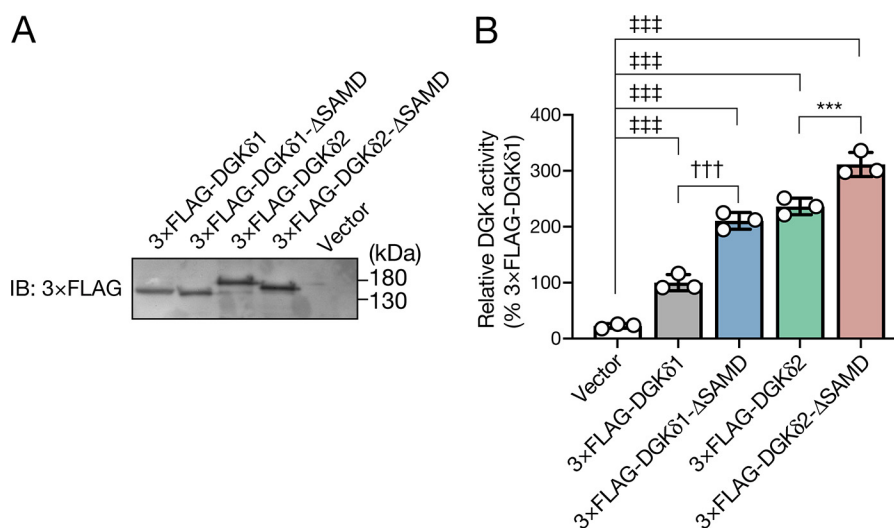 A
3×FLAG-DGKδ1
3×FLAG-DGKδ1-ΔSAMD
3×FLAG-DGKδ2
3×FLAG-DGKδ2-ΔSAMD
Vector
(kDa)
IB: 3×FLAG
180
130
B
‡‡‡
‡‡‡
‡‡‡
‡‡‡
***
†††
Relative DGK activity
(% 3×FLAG-DGKδ1)
400
300
200
100
0
Vector
3×FLAG-DGKδ1
3×FLAG-DGKδ1-ΔSAMD
3×FLAG-DGKδ2
3×FLAG-DGKδ2-ΔSAMD